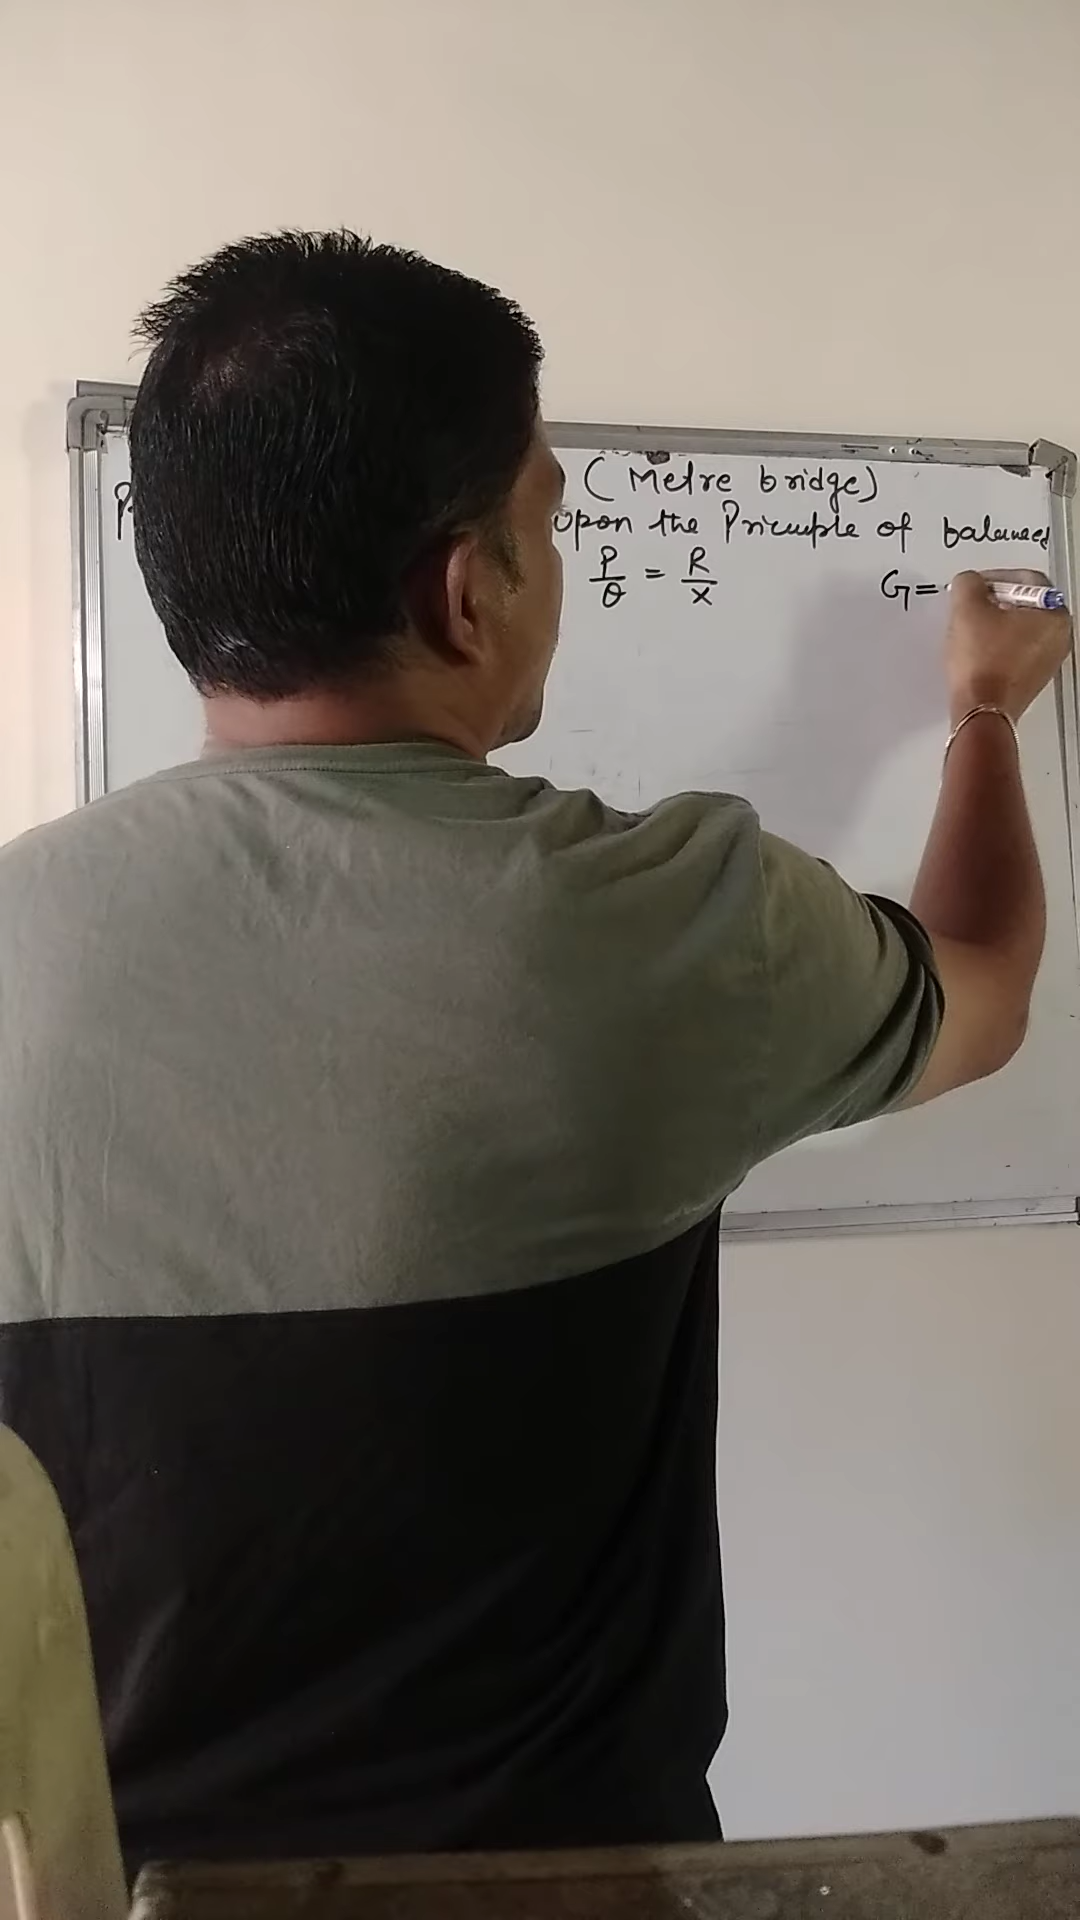 (Metre bridge)
P upon the Principle of balanced
P/Q = R/X
G=